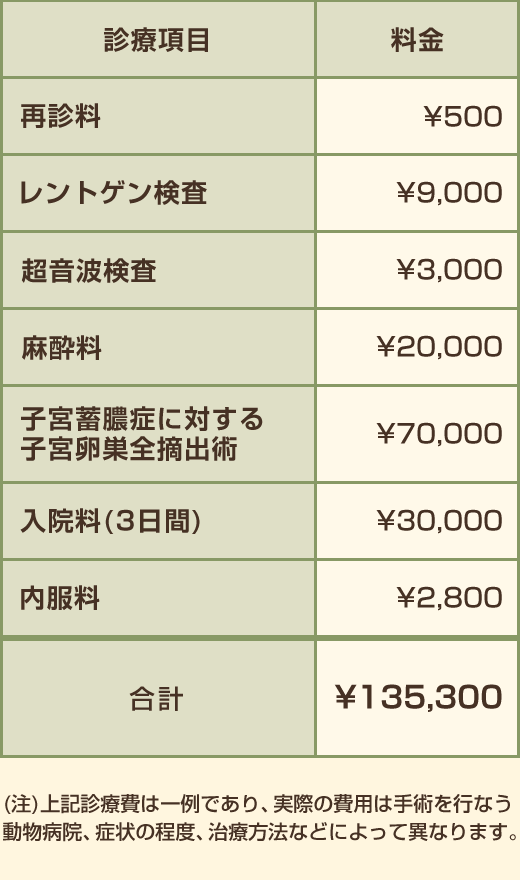 診療項目 料金
再診料 ¥500
レントゲン検査 ¥9,000
超音波検査 ¥3,000
麻酔料 ¥20,000
子宮蓄膿症に対する
子宮卵巣全摘出術 ¥70,000
入院料(3日間) ¥30,000
内服料 ¥2,800
合計 ¥135,300
(注)上記診療費は一例であり、実際の費用は手術を行なう
動物病院、症状の程度、治療方法などによって異なります。